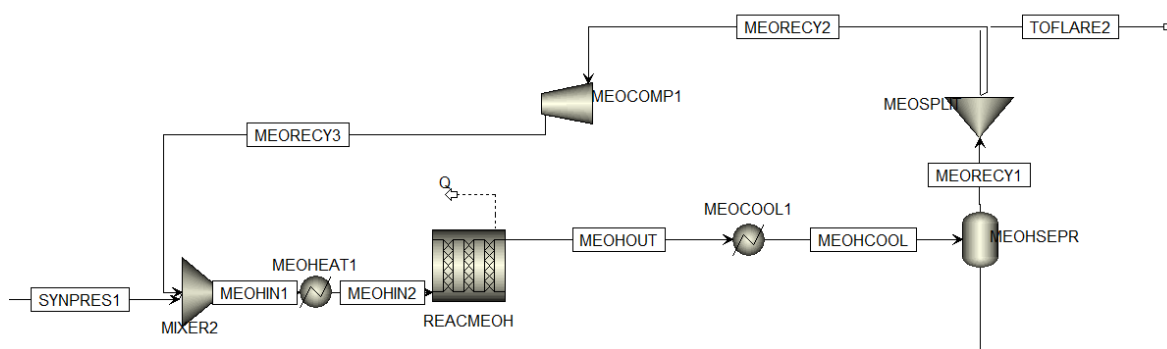 MEORECY2
TOFLARE2
MEOCOMP1
MEOSPLIT
MEORECY3
MEORECY1
Q
MEOCOOL1
MEOHOUT
MEOHCOOL
MEOHSEPR
MEOHEAT1
SYNPRES1
MEOHIN1
MEOHIN2
MIXER2
REACMEOH